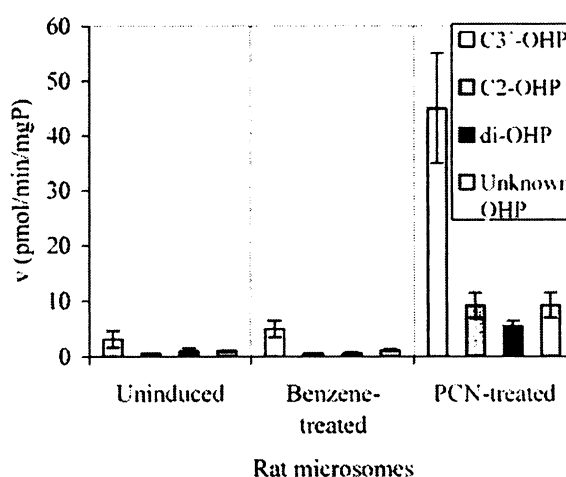 60
50
40
30
20
10
0
v (pmol/min/mgP)
C3'-OHP
C2-OHP
di-OHP
Unknown
OHP
Uninduced
Benzene-
treated
PCN-treated
Rat microsomes